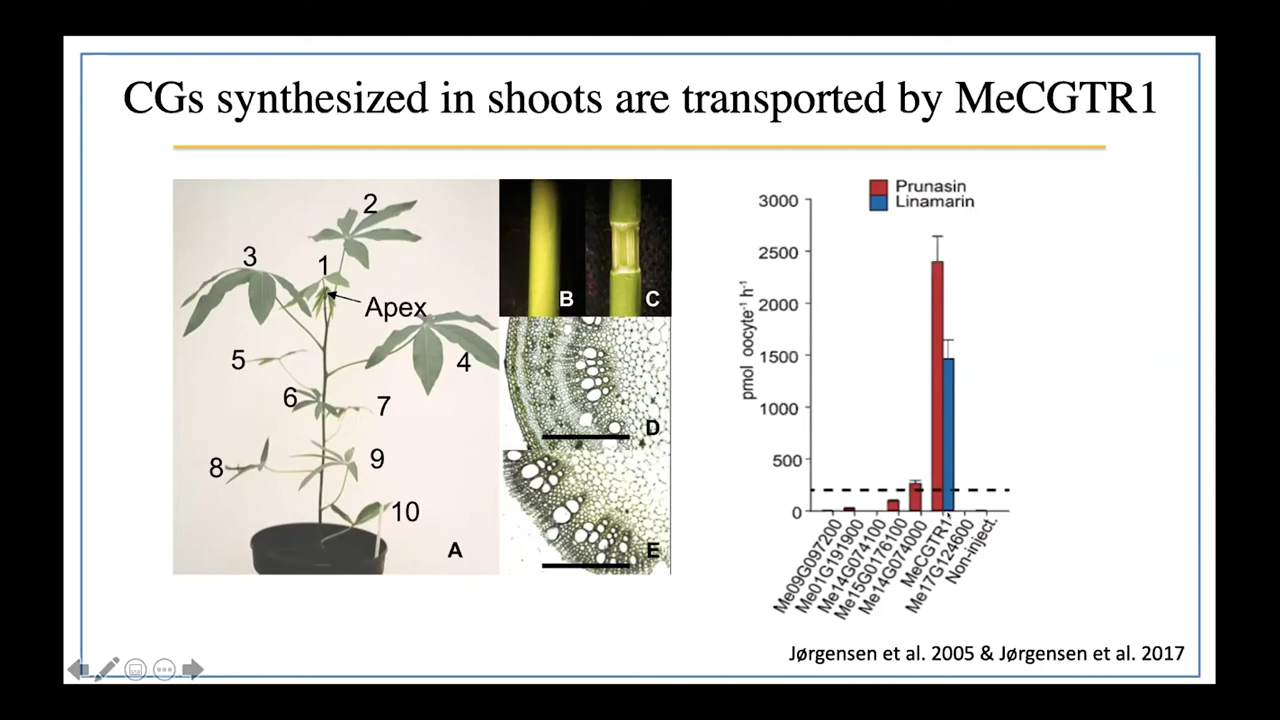 CGs synthesized in shoots are transported by MeCGTR1
2
3
1
Apex
5
4
6
7
8
9
10
A
B
C
D
E
Prunasin
Linamarin
pmol oocyte⁻¹ h⁻¹
3000
2500
2000
1500
1000
500
0
Me09G097200
Me01G191900
Me14G074100
Me15G0176100
Me14G074000
MeCGTR1
Me17G124600
Non-inject.
Jørgensen et al. 2005 & Jørgensen et al. 2017